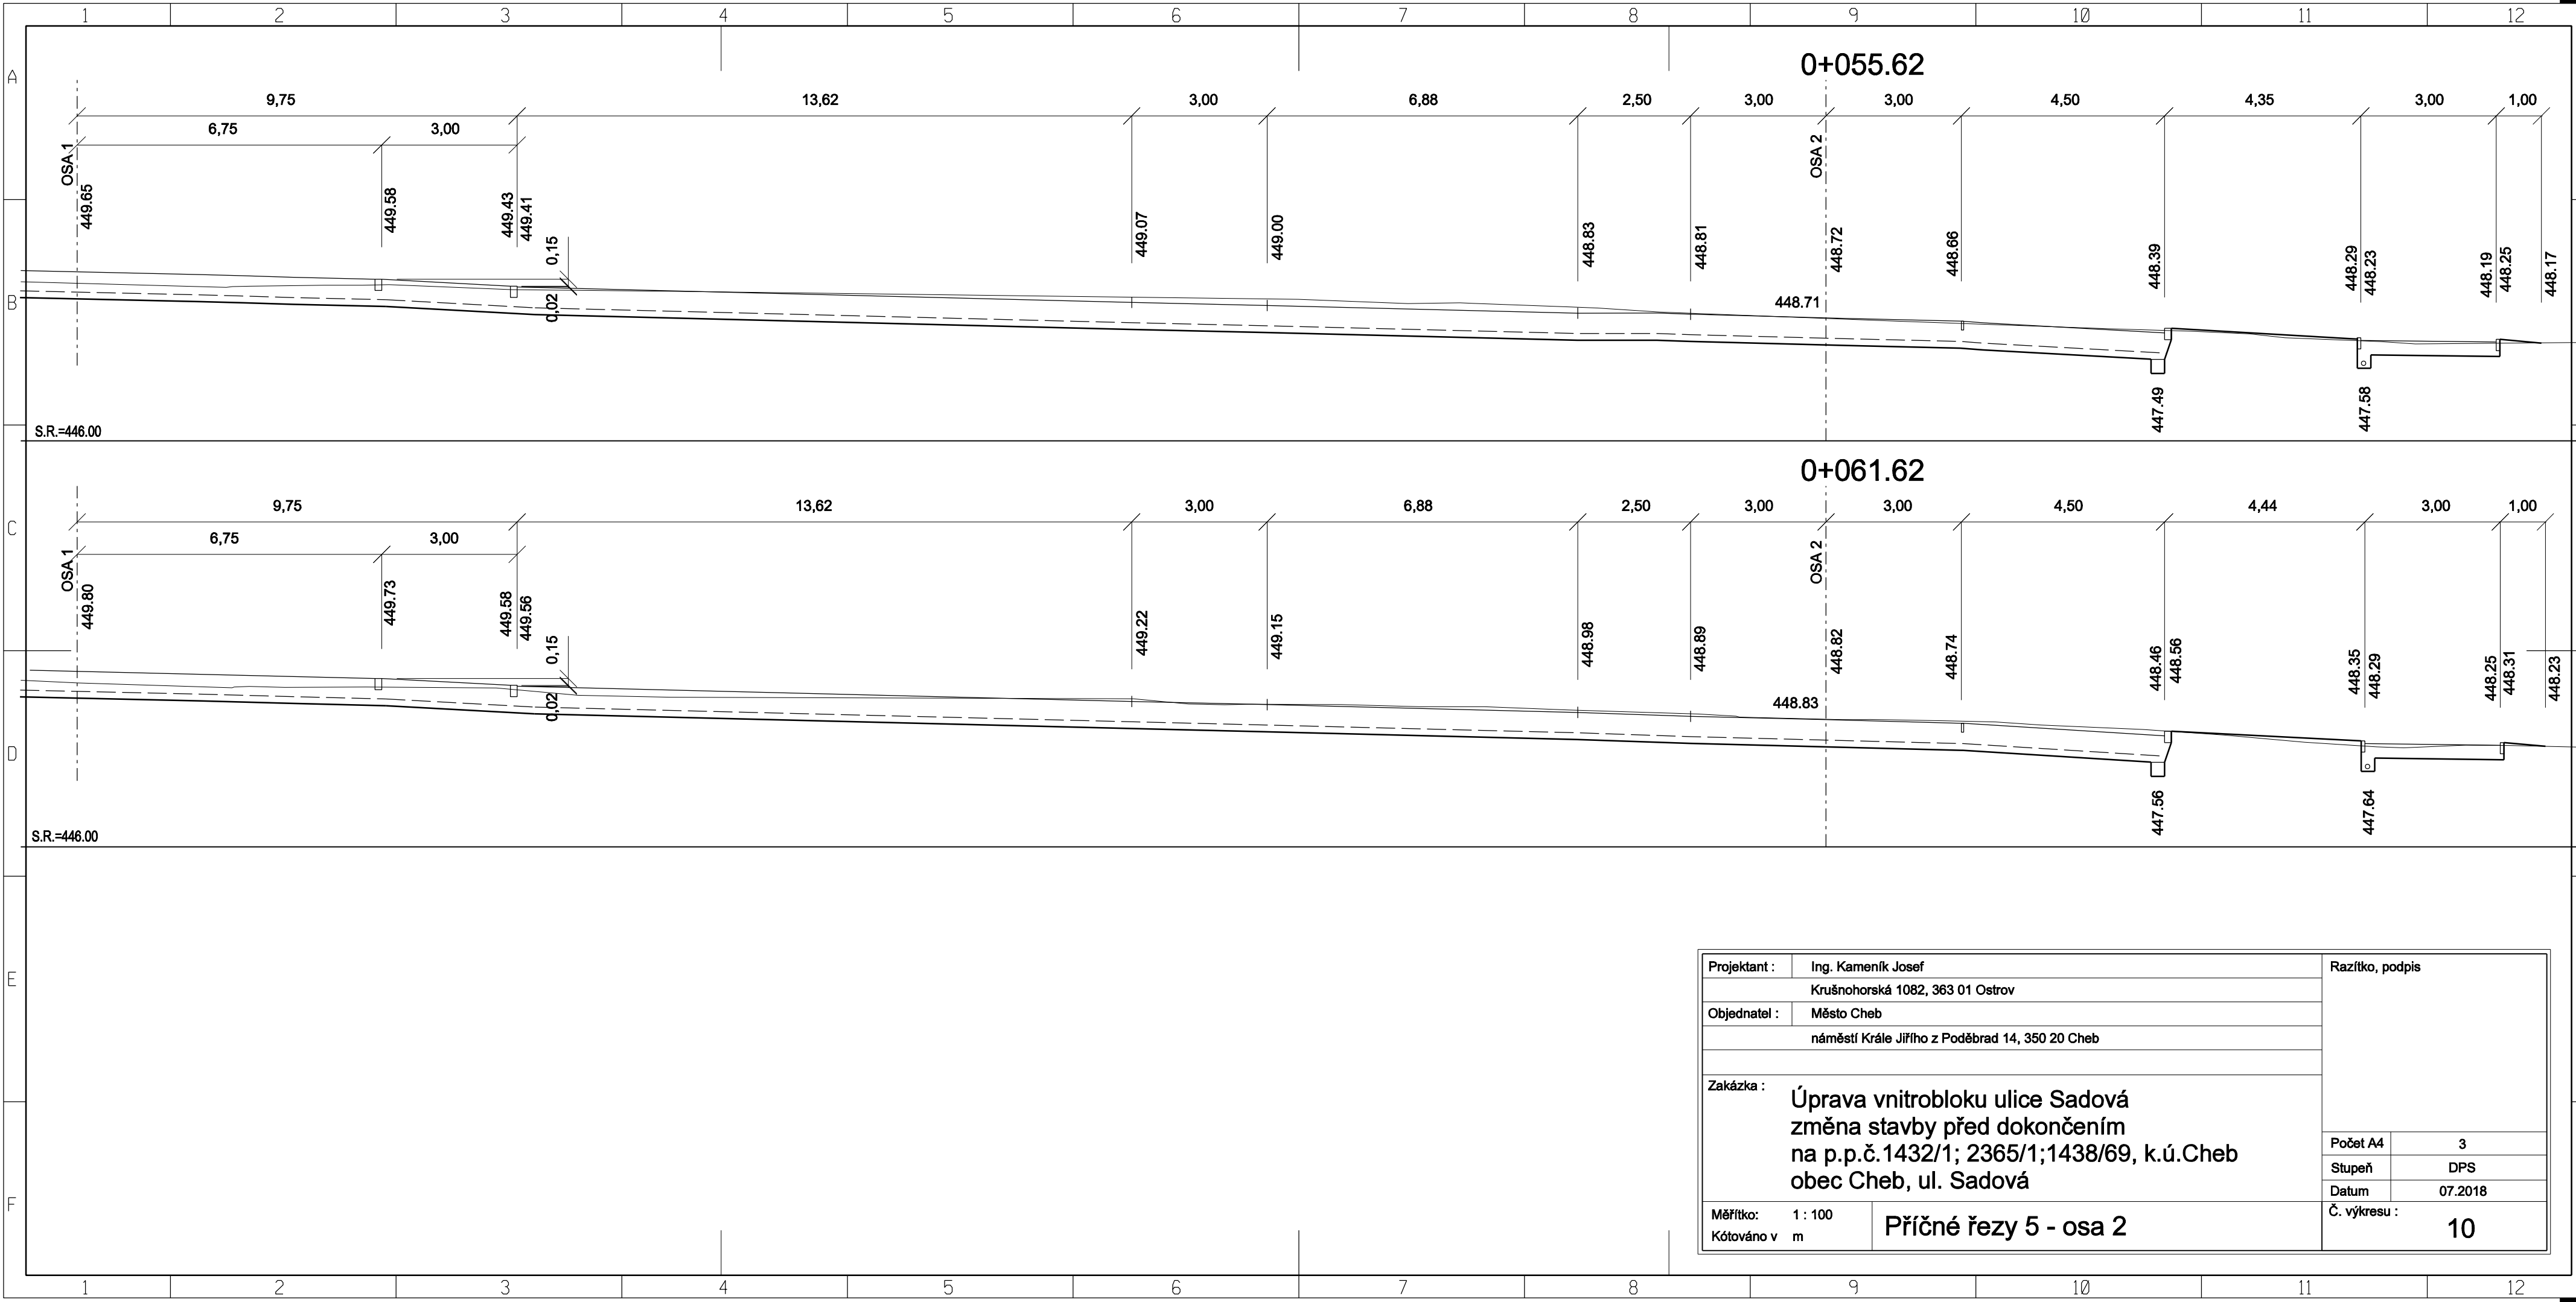 1 2 3 4 5 6 7 8 9 10 11 12
A
B
C
D
E
F
0+055.62
9,75 13,62 3,00 6,88 2,50 3,00 3,00 4,50 4,35 3,00 1,00
6,75 3,00
OSA 1
OSA 2
449.65 449.58 449.43 449.41 449.07 449.00 448.83 448.81 448.72 448.66 448.39 448.29 448.23 448.19 448.25 448.17
0,15
0,02
448.71
447.49 447.58
S.R.=446.00
0+061.62
9,75 13,62 3,00 6,88 2,50 3,00 3,00 4,50 4,44 3,00 1,00
6,75 3,00
OSA 1
OSA 2
449.80 449.73 449.58 449.56 449.22 449.15 448.98 448.89 448.82 448.74 448.46 448.56 448.35 448.29 448.25 448.31 448.23
0,15
0,02
448.83
447.56 447.64
S.R.=446.00
Projektant : Ing. Kameník Josef
Krušnohorská 1082, 363 01 Ostrov
Objednatel : Město Cheb
náměstí Krále Jiřího z Poděbrad 14, 350 20 Cheb
Razítko, podpis
Zakázka :
Úprava vnitrobloku ulice Sadová
změna stavby před dokončením
na p.p.č.1432/1; 2365/1;1438/69, k.ú.Cheb
obec Cheb, ul. Sadová
Počet A4 3
Stupeň DPS
Datum 07.2018
Měřítko: 1 : 100
Kótováno v m
Příčné řezy 5 - osa 2
Č. výkresu :
10
1 2 3 4 5 6 7 8 9 10 11 12